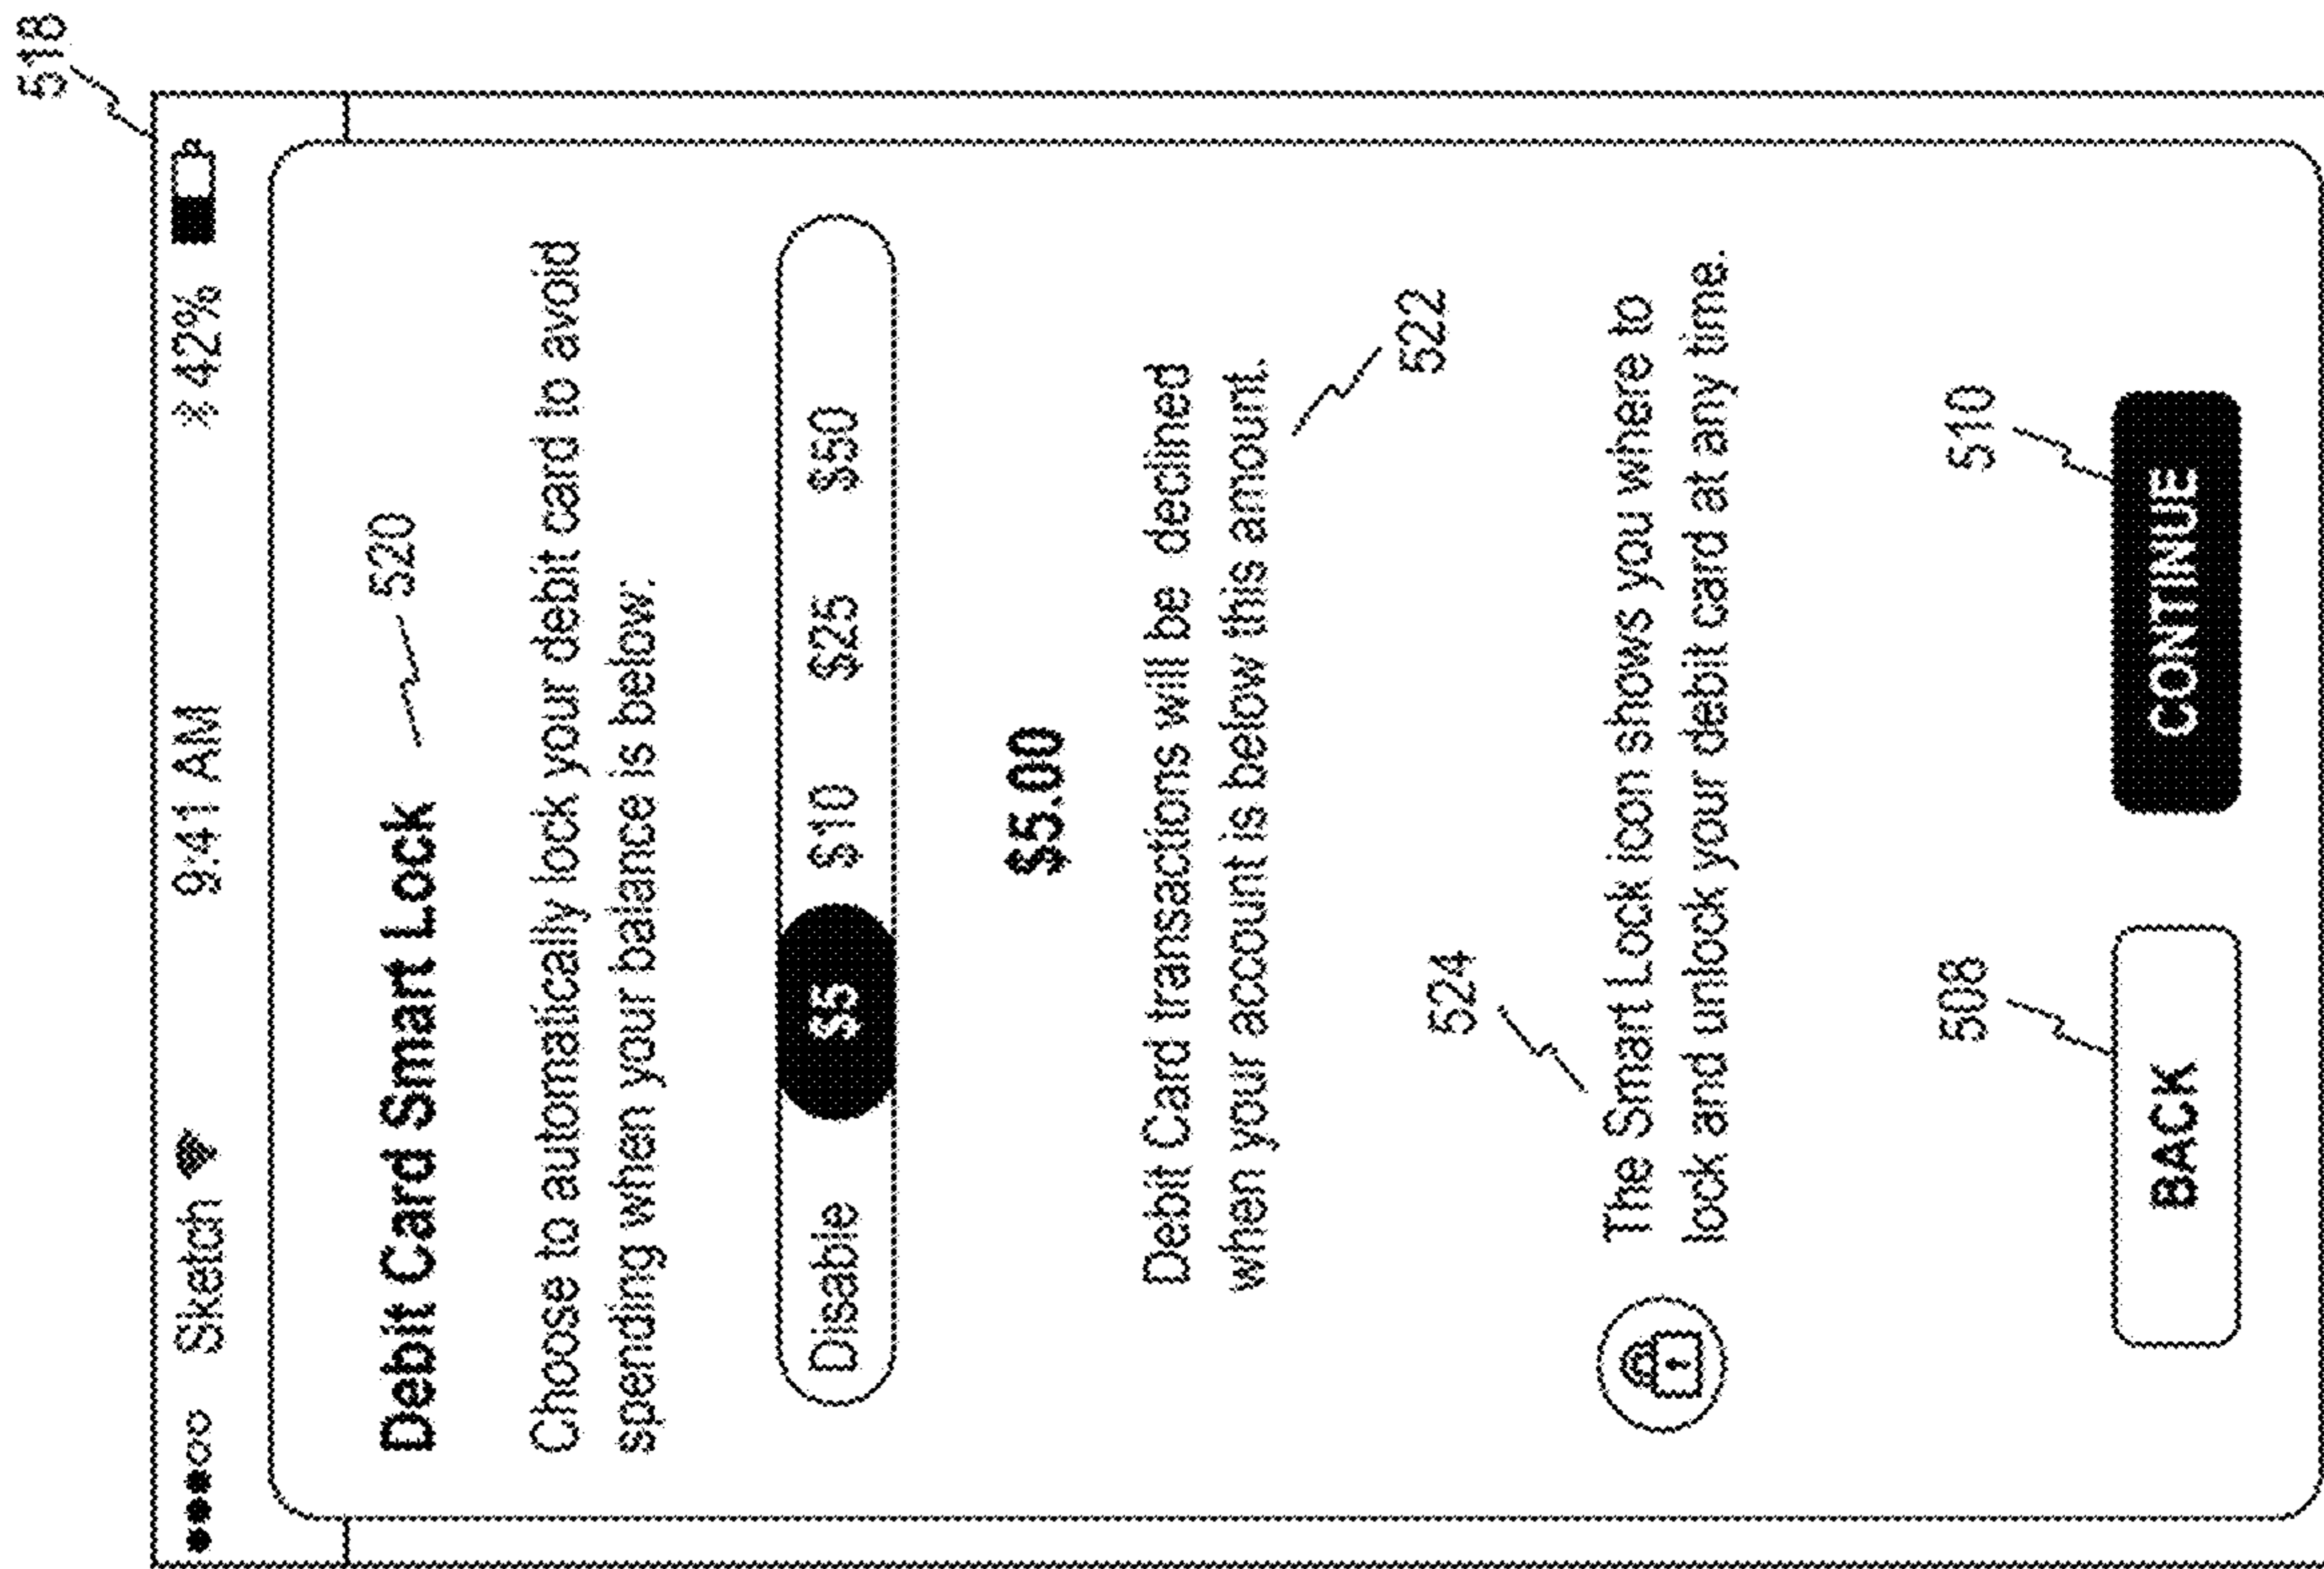 518
Sketch 9:41 AM 42%
Debit Card Smart Lock 520
Choose to automatically lock your debit card to avoid
spending when your balance is below:
Disable $5 $10 $25 $50
$5.00
Debit Card transactions will be declined
when your account is below this amount.
522
524
The Smart Lock icon shows you where to
lock and unlock your debit card at any time.
508 510
BACK CONTINUE